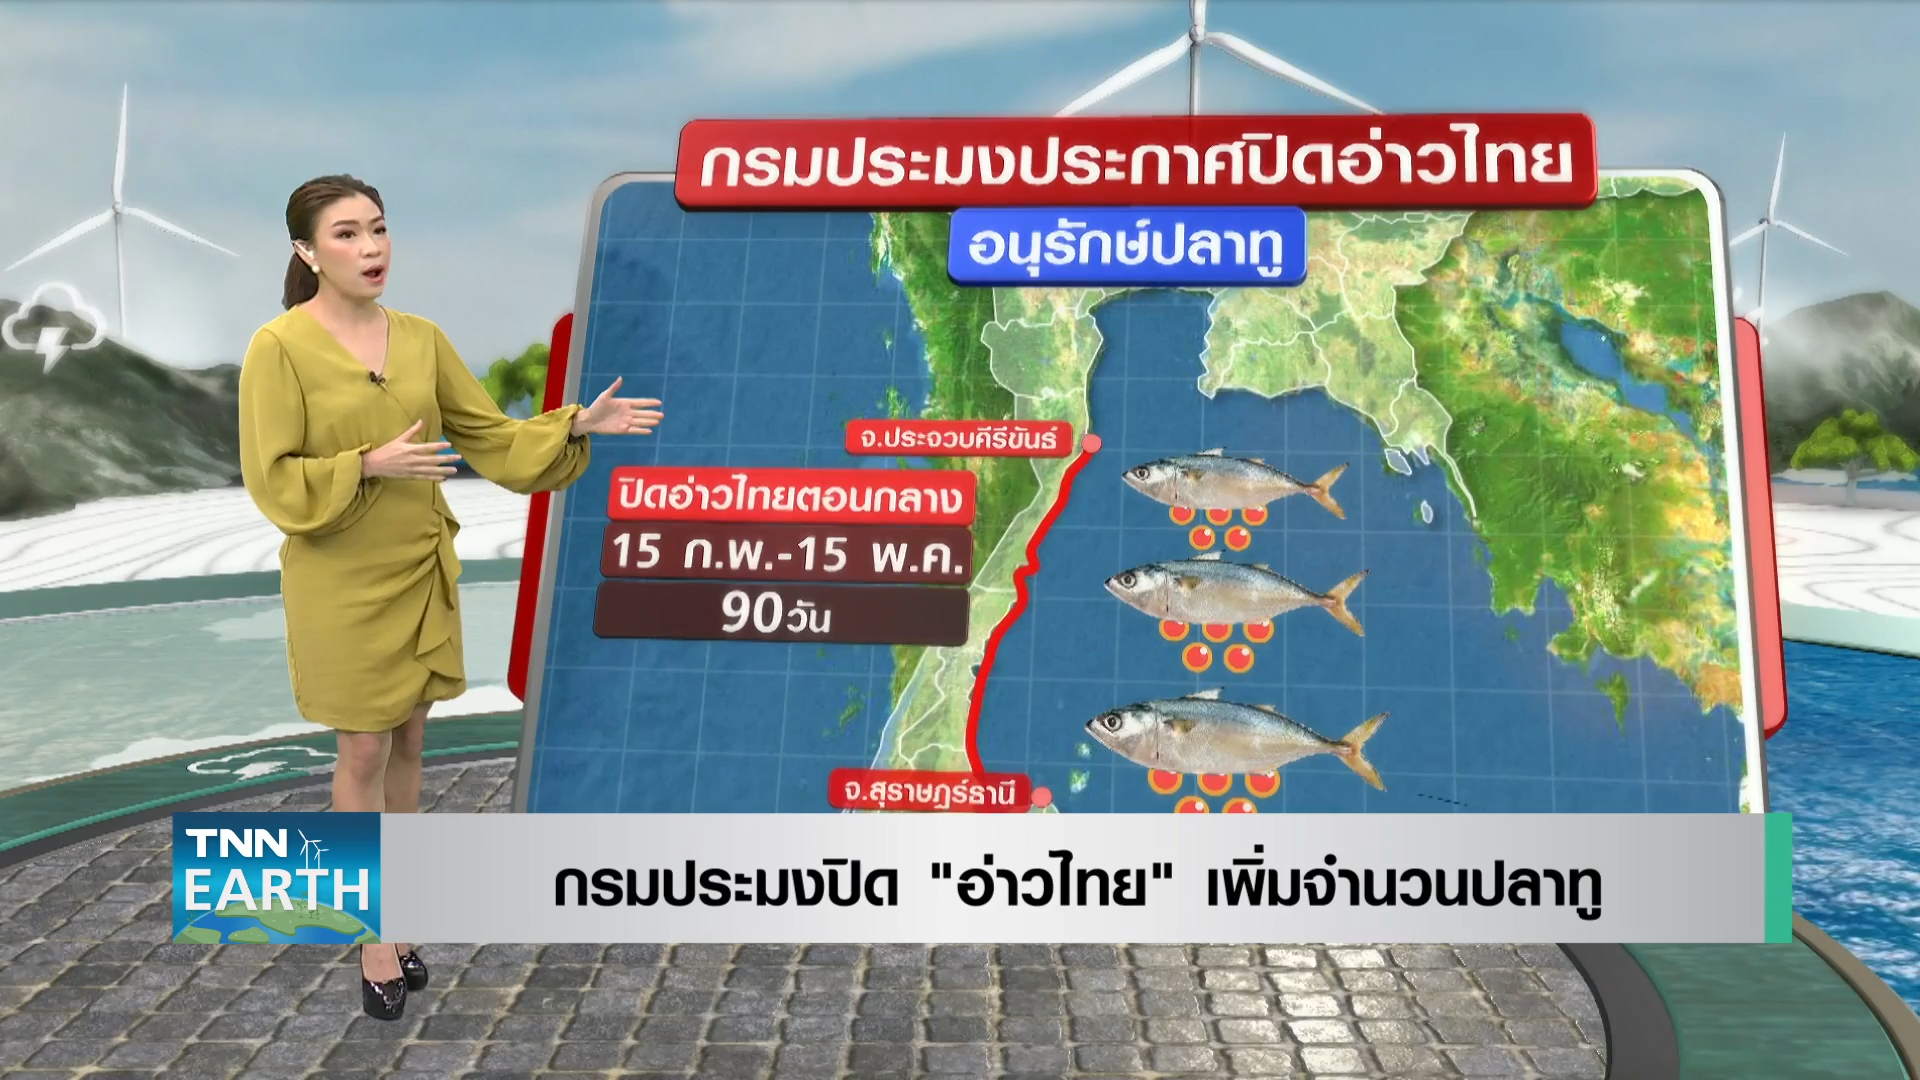 กรมประมงประกาศปิดอ่าวไทย
อนุรักษ์ปลาทู
จ.ประจวบคีรีขันธ์
ปิดอ่าวไทยตอนกลาง
15 ก.พ.-15 พ.ค.
90วัน
จ.สุราษฎร์ธานี
TNN
EARTH
กรมประมงปิด "อ่าวไทย" เพิ่มจำนวนปลาทู